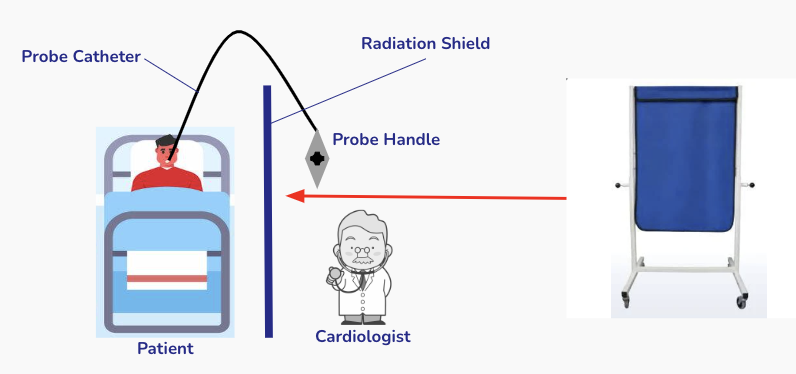 Probe Catheter
Radiation Shield
Probe Handle
Cardiologist
Patient